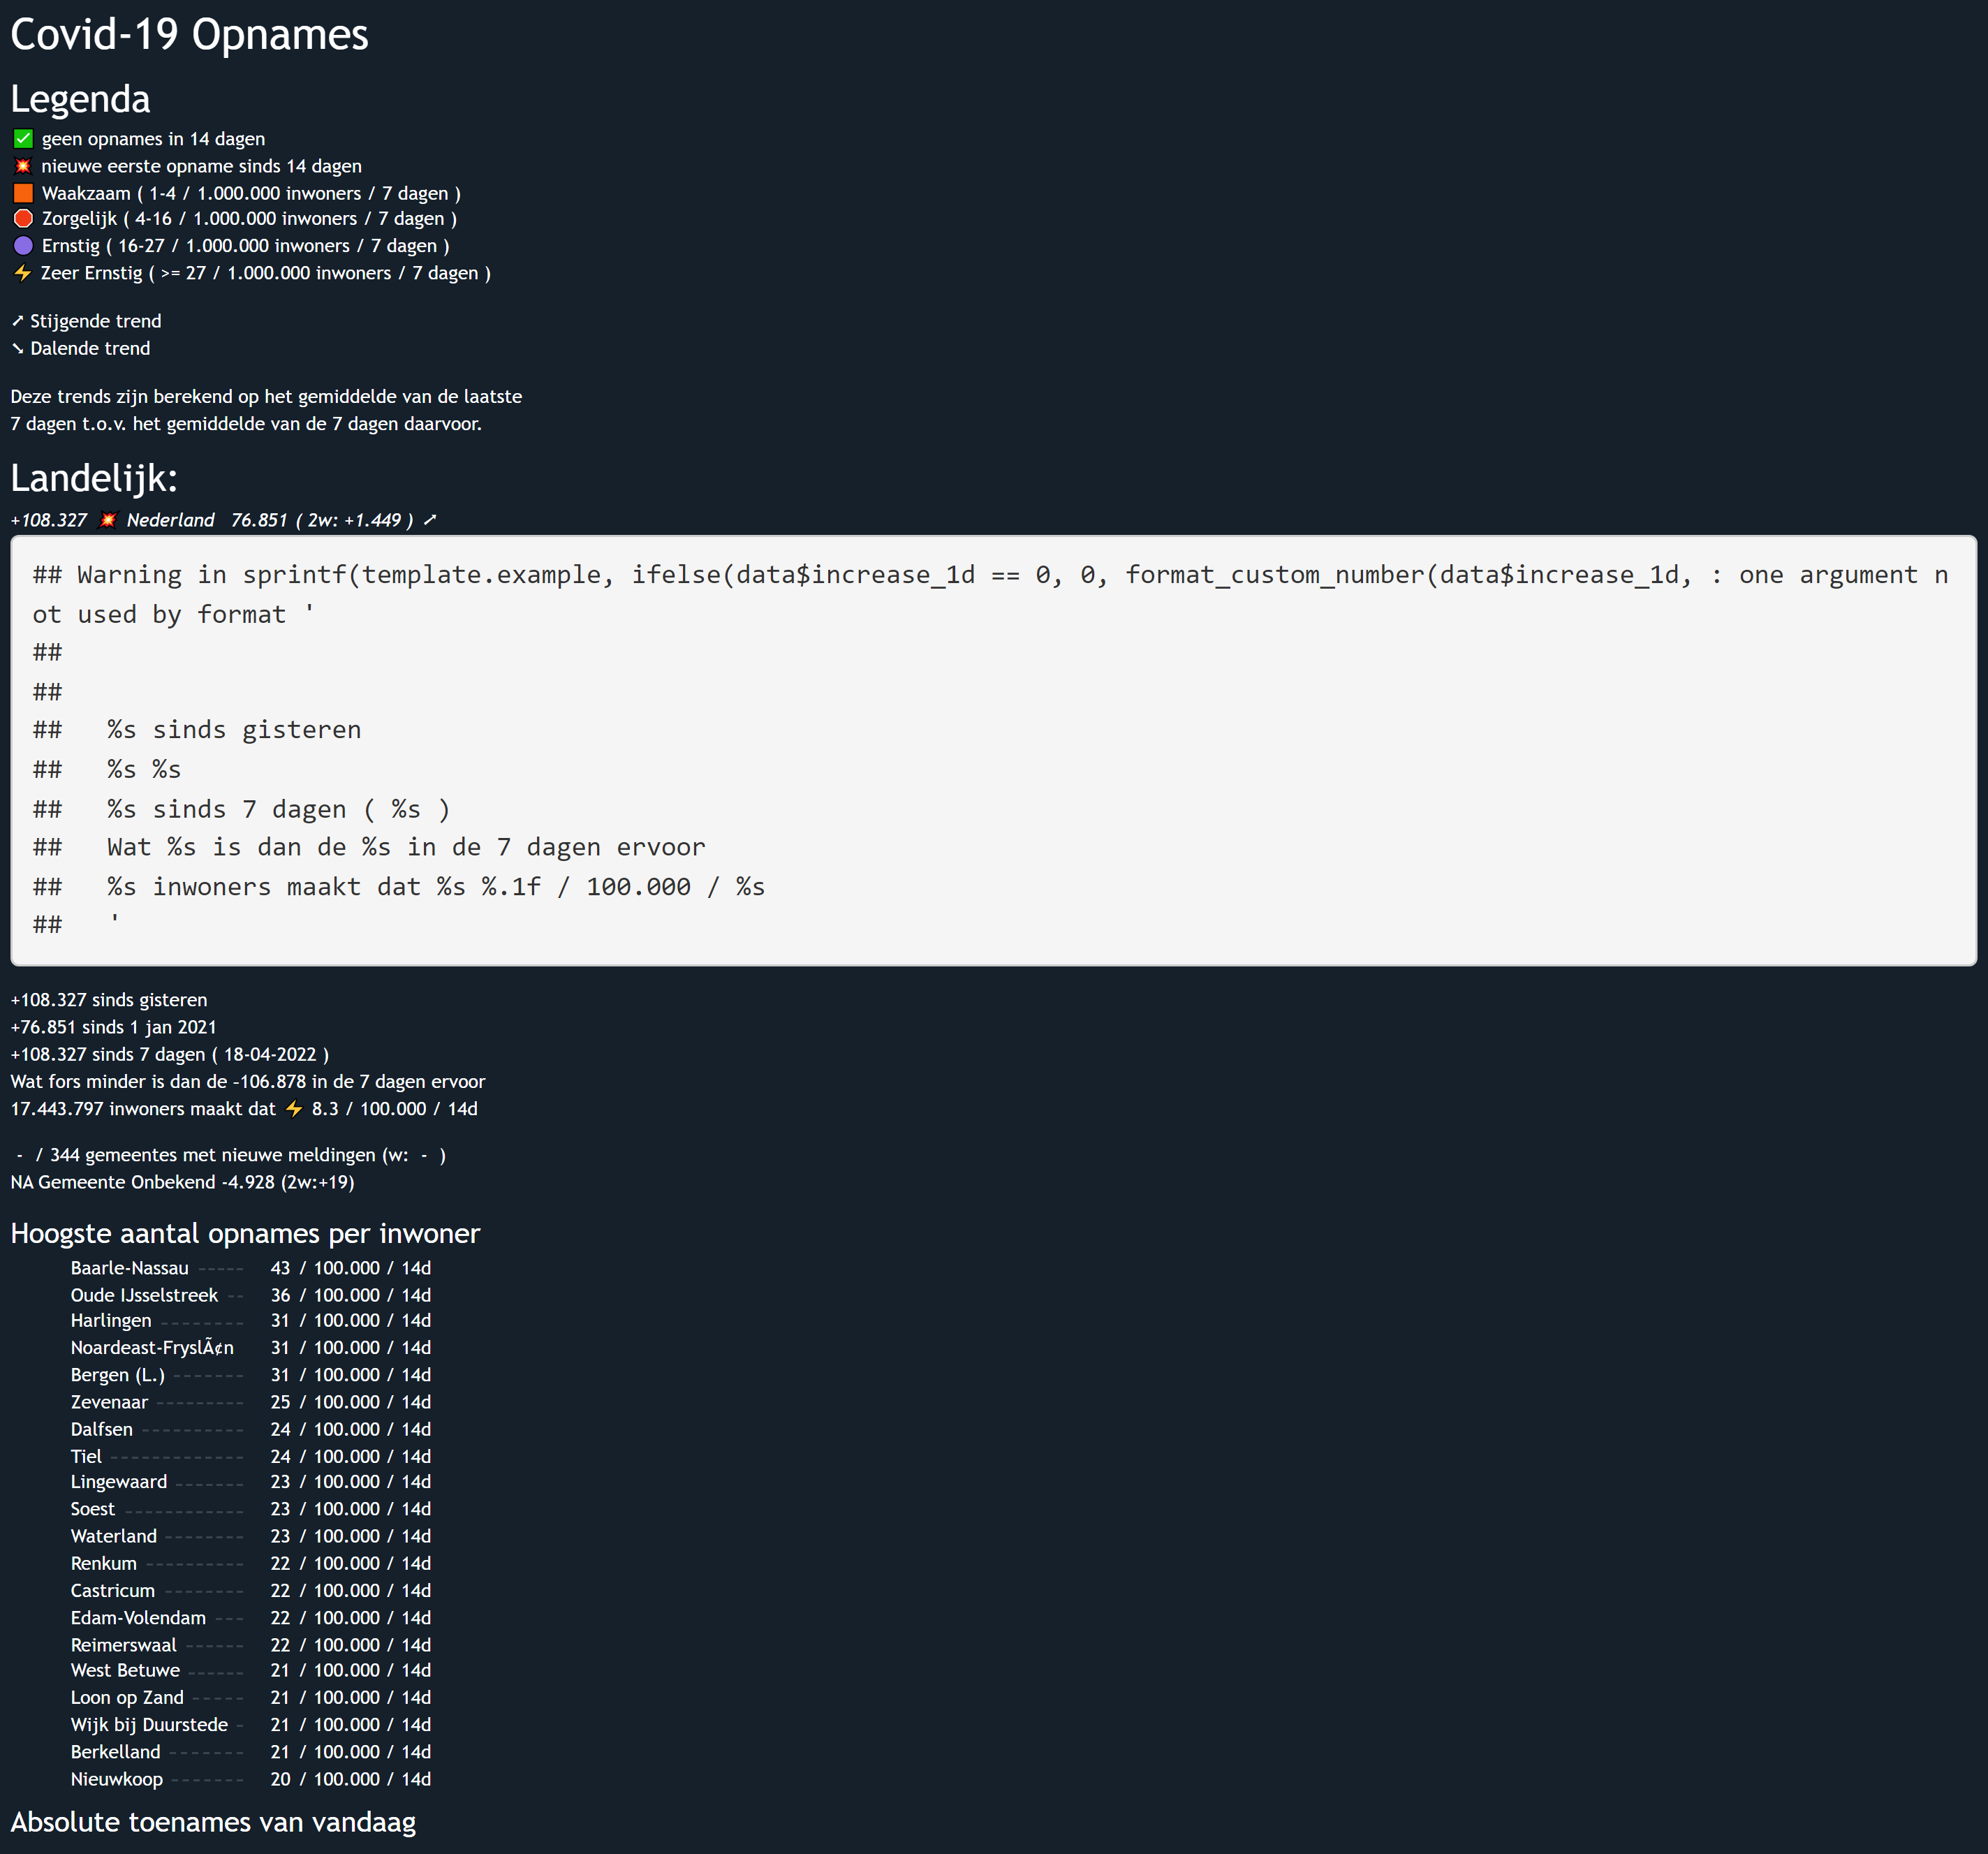 Covid-19 Opnames
Legenda
✅ geen opnames in 14 dagen
💥 nieuwe eerste opname sinds 14 dagen
🟧 Waakzaam ( 1-4 / 1.000.000 inwoners / 7 dagen )
🛑 Zorgelijk ( 4-16 / 1.000.000 inwoners / 7 dagen )
🟣 Ernstig ( 16-27 / 1.000.000 inwoners / 7 dagen )
⚡ Zeer Ernstig ( >= 27 / 1.000.000 inwoners / 7 dagen )
➚ Stijgende trend
➘ Dalende trend
Deze trends zijn berekend op het gemiddelde van de laatste
7 dagen t.o.v. het gemiddelde van de 7 dagen daarvoor.
Landelijk:
+108.327 💥 Nederland 76.851 ( 2w: +1.449 ) ➚
## Warning in sprintf(template.example, ifelse(data$increase_1d == 0, 0, format_custom_number(data$increase_1d, : one argument n
ot used by format '
##
##
## %s sinds gisteren
## %s %s
## %s sinds 7 dagen ( %s )
## Wat %s is dan de %s in de 7 dagen ervoor
## %s inwoners maakt dat %s %.1f / 100.000 / %s
## '
+108.327 sinds gisteren
+76.851 sinds 1 jan 2021
+108.327 sinds 7 dagen ( 18-04-2022 )
Wat fors minder is dan de -106.878 in de 7 dagen ervoor
17.443.797 inwoners maakt dat ⚡ 8.3 / 100.000 / 14d
- / 344 gemeentes met nieuwe meldingen (w: - )
NA Gemeente Onbekend -4.928 (2w:+19)
Hoogste aantal opnames per inwoner
Baarle-Nassau ----- 43 / 100.000 / 14d
Oude IJsselstreek -- 36 / 100.000 / 14d
Harlingen --------- 31 / 100.000 / 14d
Noardeast-FryslÃ¢n 31 / 100.000 / 14d
Bergen (L.) ------- 31 / 100.000 / 14d
Zevenaar --------- 25 / 100.000 / 14d
Dalfsen ---------- 24 / 100.000 / 14d
Tiel ------------- 24 / 100.000 / 14d
Lingewaard ------- 23 / 100.000 / 14d
Soest ------------ 23 / 100.000 / 14d
Waterland -------- 23 / 100.000 / 14d
Renkum ---------- 22 / 100.000 / 14d
Castricum -------- 22 / 100.000 / 14d
Edam-Volendam --- 22 / 100.000 / 14d
Reimerswaal ------ 22 / 100.000 / 14d
West Betuwe ------ 21 / 100.000 / 14d
Loon op Zand ----- 21 / 100.000 / 14d
Wijk bij Duurstede - 21 / 100.000 / 14d
Berkelland ------- 21 / 100.000 / 14d
Nieuwkoop ------- 20 / 100.000 / 14d
Absolute toenames van vandaag